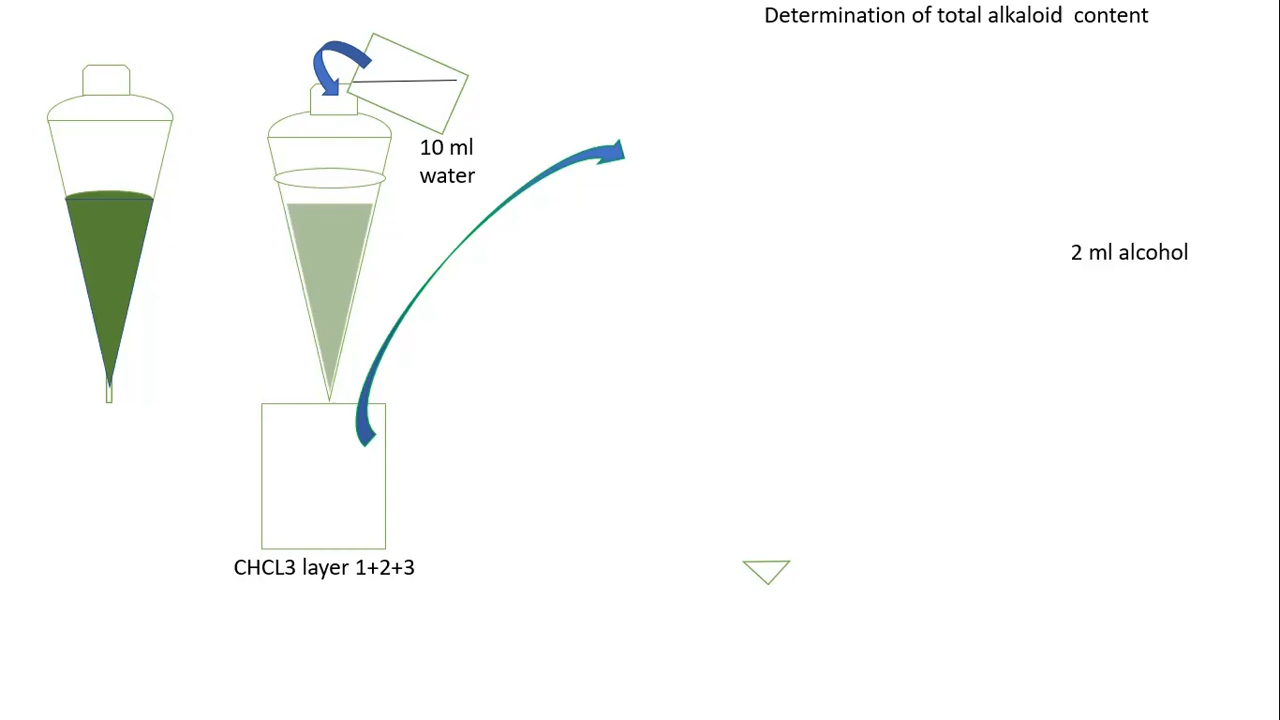 Determination of total alkaloid  content
10 ml
water
2 ml alcohol
CHCL3 layer 1+2+3